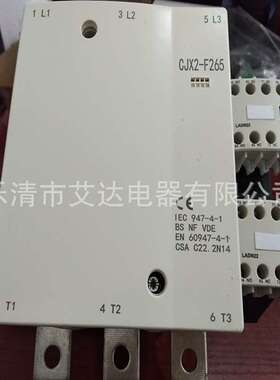 1 L1 3 L2 5 L3
CJX2-F265
LADN22
乐清市艾达电器有限公司
LADN22
CE
IEC 947-4-1
BS NF VDE
EN 60947-4-1
CSA C22.2N14
2 T1 4 T2 6 T3